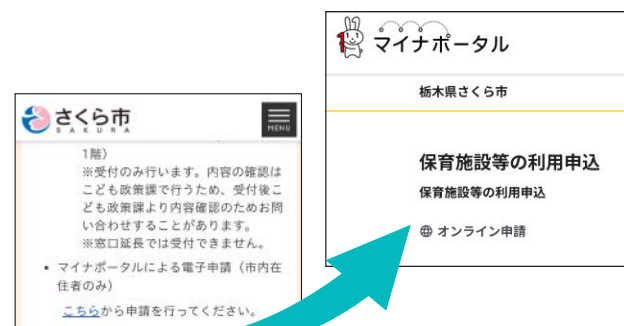 さくら市
SAKURA
MENU
1階)
※受付のみ行います。内容の確認は
こども政策課で行うため、受付後こ
ども政策課より内容確認のためお問
い合わせすることがあります。
※窓口延長では受付できません。
• マイナポータルによる電子申請（市内在
住者のみ）
こちらから申請を行ってください。
マイナポータル
栃木県さくら市
保育施設等の利用申込
保育施設等の利用申込
オンライン申請